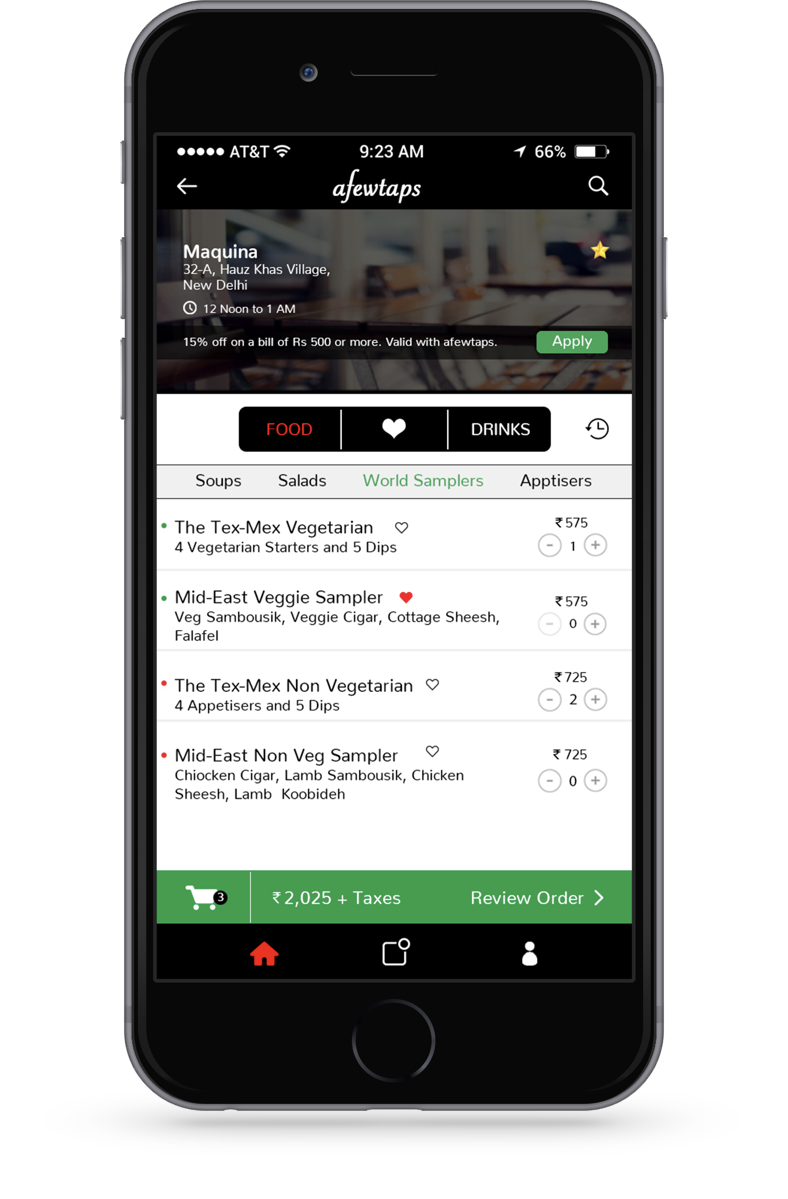 AT&T 9:23 AM 66%
afewtaps
Maquina
32-A, Hauz Khas Village,
New Delhi
12 Noon to 1 AM
15% off on a bill of Rs 500 or more. Valid with afewtaps. Apply
FOOD DRINKS
Soups Salads World Samplers Apptisers
The Tex-Mex Vegetarian ₹575
4 Vegetarian Starters and 5 Dips - 1 +
Mid-East Veggie Sampler ₹575
Veg Sambousik, Veggie Cigar, Cottage Sheesh, - 0 +
Falafel
The Tex-Mex Non Vegetarian ₹725
4 Appetisers and 5 Dips - 2 +
Mid-East Non Veg Sampler ₹ 725
Chiocken Cigar, Lamb Sambousik, Chicken - 0 +
Sheesh, Lamb Koobideh
3 ₹2,025 + Taxes Review Order